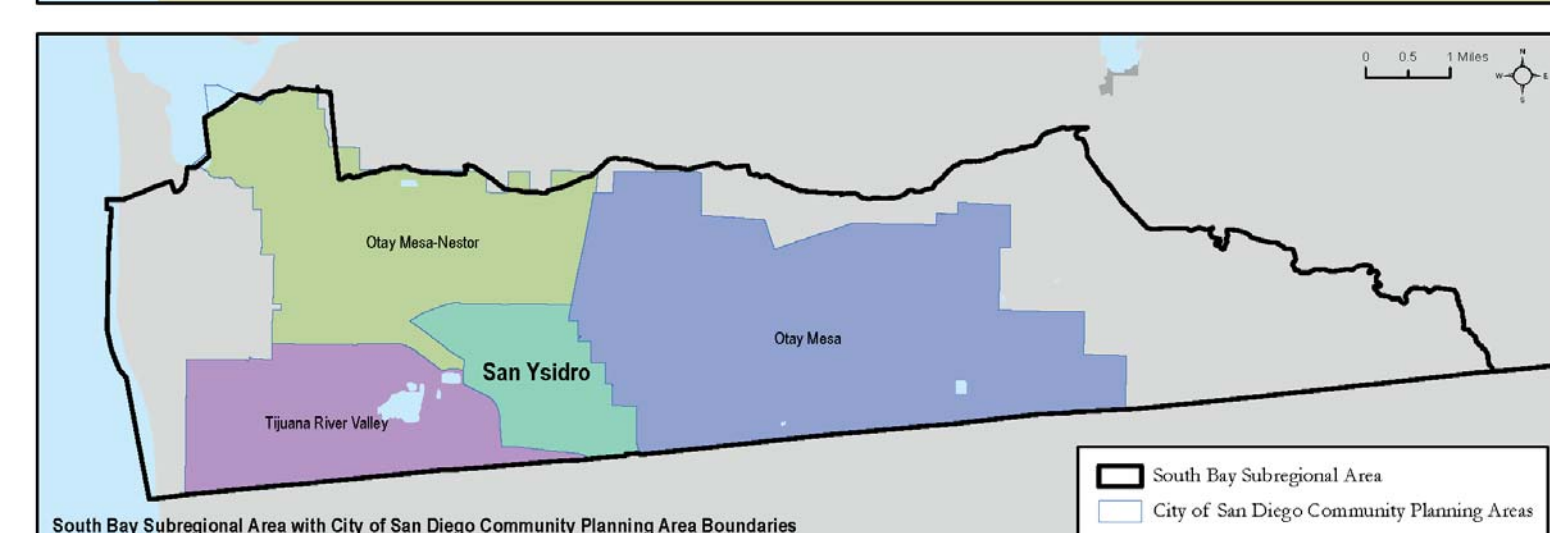 0 0.5 1 Miles
N
W E
S
Otay Mesa-Nestor
Otay Mesa
San Ysidro
Tijuana River Valley
South Bay Subregional Area
City of San Diego Community Planning Areas
South Bay Subregional Area with City of San Diego Community Planning Area Boundaries